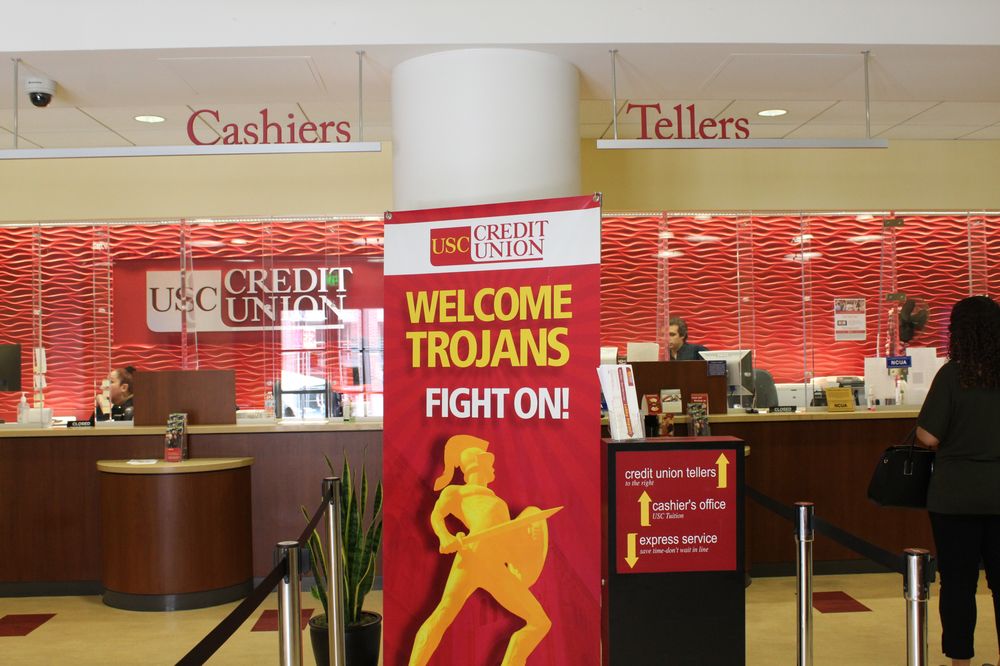 Cashiers
Tellers
USC CREDIT
UNION
WELCOME
TROJANS
FIGHT ON!
USC CREDIT
UNION
NCUA
CLOSED
CLOSED
credit union tellers
to the right
cashier's office
USC Tuition
express service
save time-don't wait in line